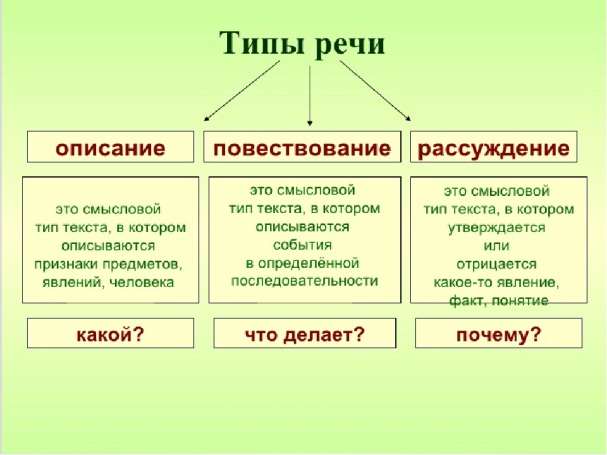 Типы речи
описание
повествование
рассуждение
это смысловой
тип текста, в котором
описываются
признаки предметов,
явлений, человека
это смысловой
тип текста, в котором
описываются
события
в определённой
последовательности
это смысловой
тип текста, в котором
утверждается
или
отрицается
какое-то явление,
факт, понятие
какой?
что делает?
почему?